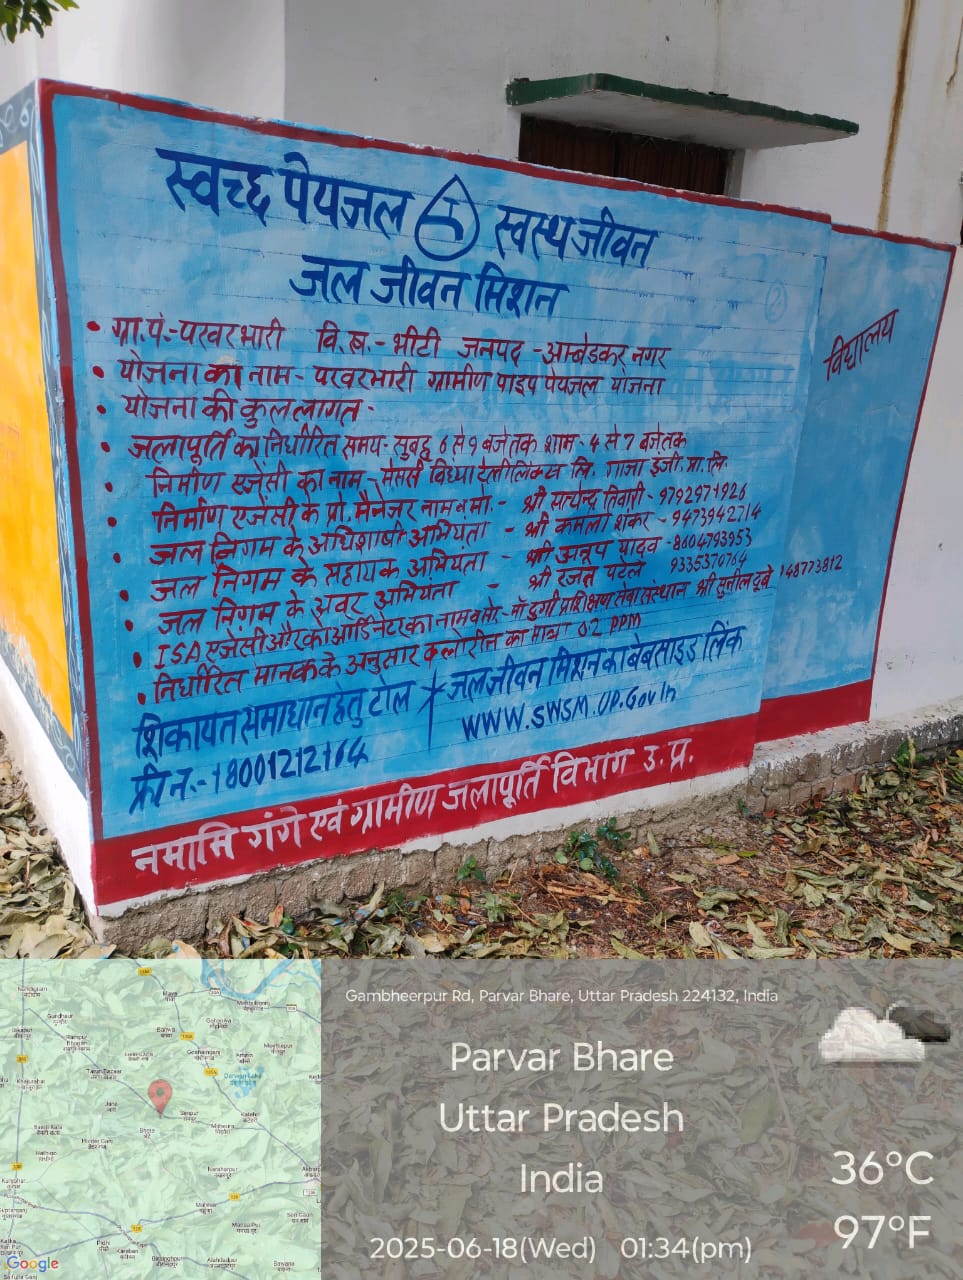 स्वच्छ पेयजल स्वस्थ जीवन
जल जीवन मिशन
• ग्रा.पं.-परवरभारी वि.ख.-भीटी जनपद-अम्बेडकर नगर
• योजना का नाम- परवरभारी ग्रामीण पाइप पेयजल योजना
• योजना की कुल लागत-
• जलापूर्ति का निर्धारित समय- सुबह 6 से 9 बजे तक शाम- 4 से 7 बजे तक
• निर्माण एजेंसी का नाम- मेसर्स विंध्या टेलीलिंक्स लि. गाजा इंजी. प्रा. लि.
• निर्माण एजेंसी के प्रो. मैनेजर नाम व मो.- श्री सत्येन्द्र तिवारी- 9792971926
• जल निगम के अधिशाषी अभियंता - श्री कमला शंकर- 9473942714
• जल निगम के सहायक अभियंता - श्री अनूप यादव -8604793953
• जल निगम के अवर अभियंता - श्री रजत पटेल 9335370764
• ISA एजेंसी और कोआर्डिनेटर का नाम व मो.- माँ दुर्गा प्रशिक्षण सेवा संस्थान श्री सुनील दूबे
• निर्धारित मानक के अनुसार क्लोरीन की मात्रा 0.2 PPM
शिकायत समाधान हेतु टोल
फ्री न.-18001212164
जल जीवन मिशन का बेबसाइड लिंक
WWW.SWSM.UP.Gov.In
नमामि गंगे एवं ग्रामीण जलापूर्ति विभाग उ.प्र.
विद्यालय
Gambheerpur Rd, Parvar Bhare, Uttar Pradesh 224132, India
Parvar Bhare
Uttar Pradesh
India
36°C
97°F
2025-06-18(Wed) 01:34(pm)
Google